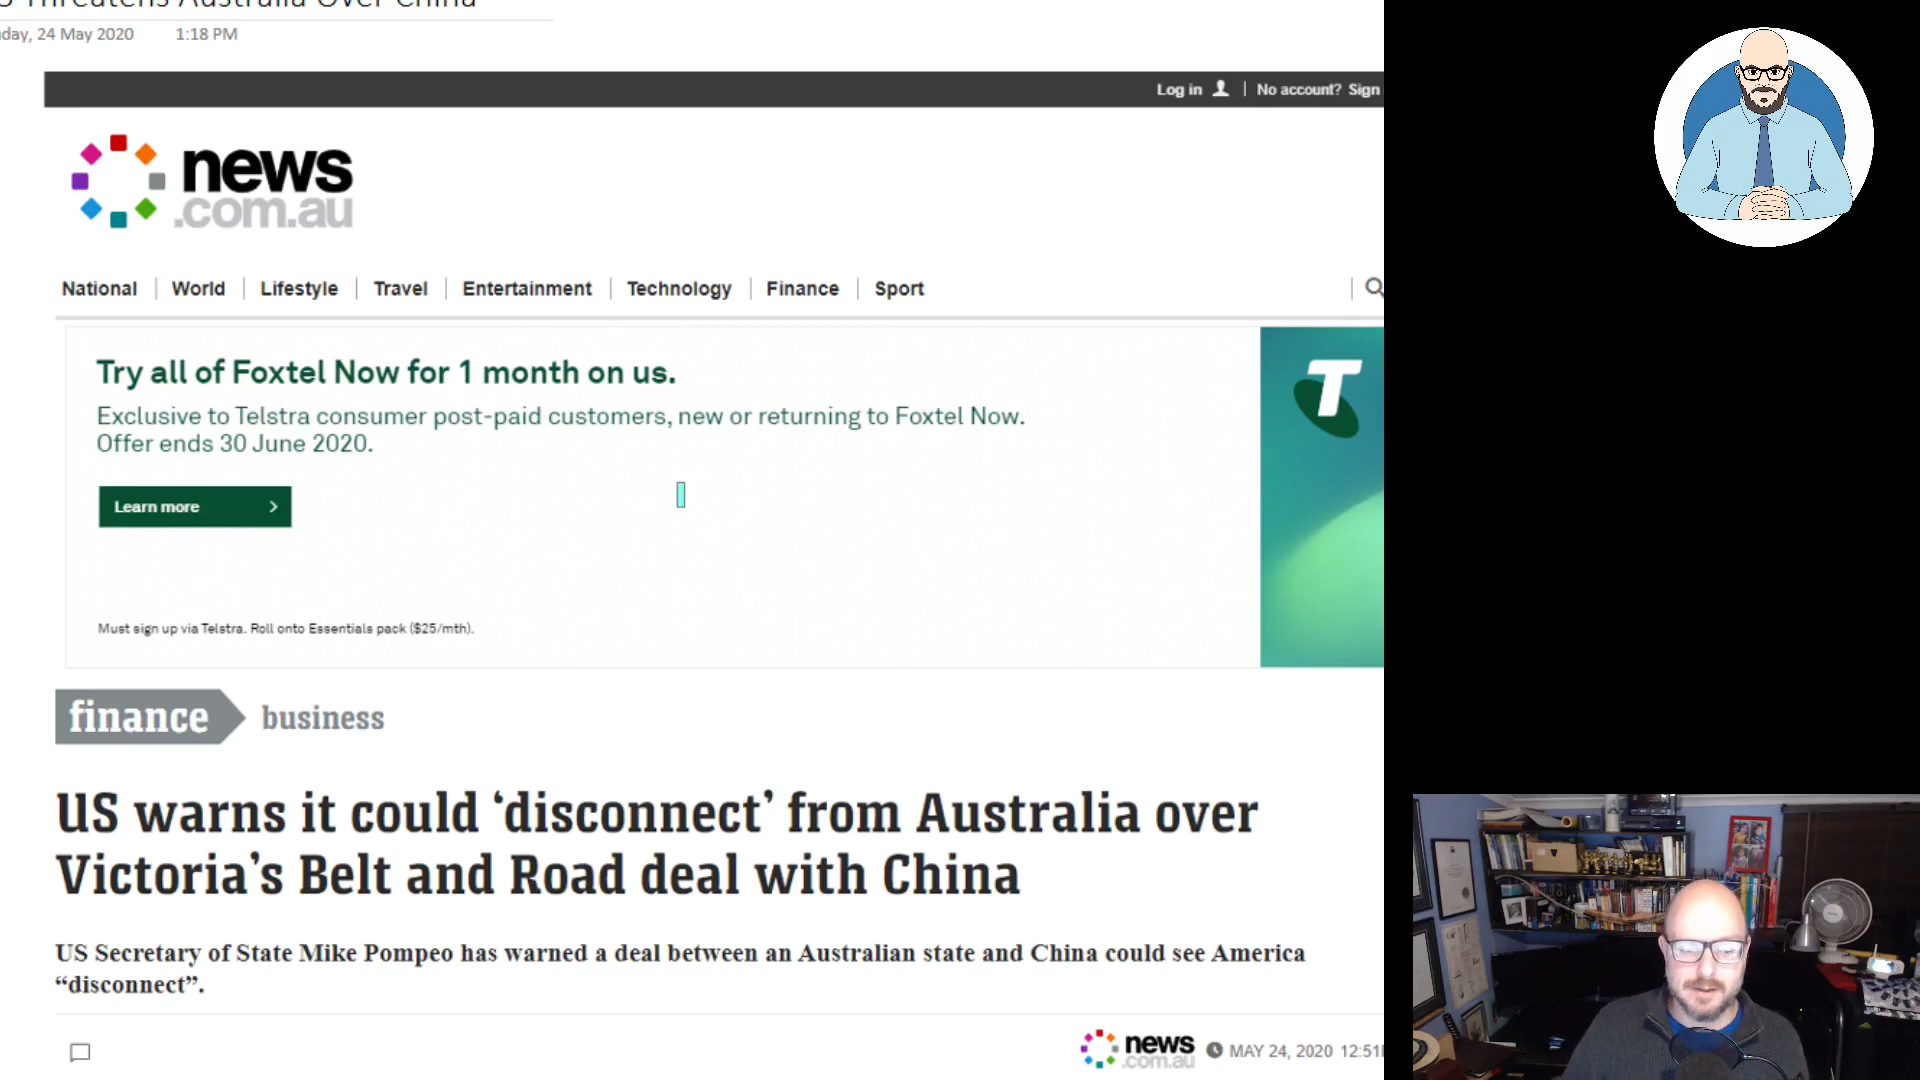 Threatens Australia Over China
day, 24 May 2020 1:18 PM
Log in | No account? Sign
news
.com.au
National | World | Lifestyle | Travel | Entertainment | Technology | Finance | Sport
Try all of Foxtel Now for 1 month on us.
Exclusive to Telstra consumer post-paid customers, new or returning to Foxtel Now.
Offer ends 30 June 2020.
T
Learn more >
Must sign up via Telstra. Roll onto Essentials pack ($25/mth).
finance business
US warns it could ‘disconnect’ from Australia over
Victoria’s Belt and Road deal with China
US Secretary of State Mike Pompeo has warned a deal between an Australian state and China could see America
“disconnect”.
news
.com.au
MAY 24, 2020 12:51